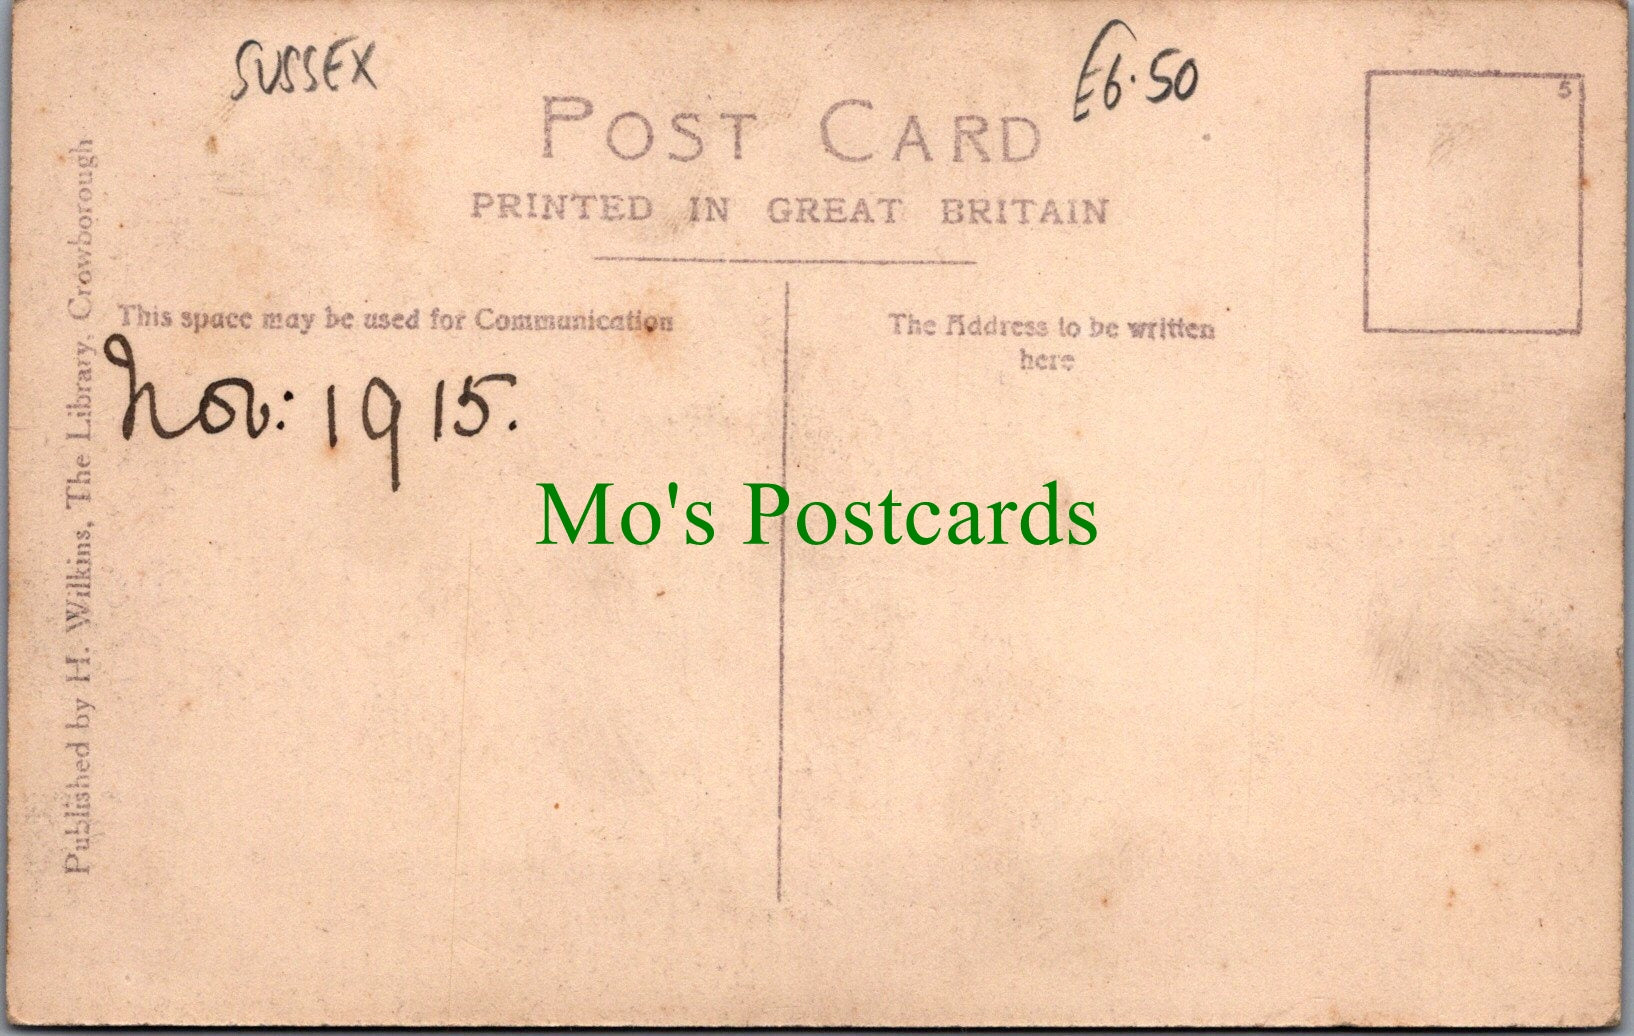 SUSSEX
£6.50
5
POST CARD
PRINTED IN GREAT BRITAIN
This space may be used for Communication
The Address to be written
here
Nov: 1915.
Mo's Postcards
Published by H. Wilkins, The Library, Crowborough